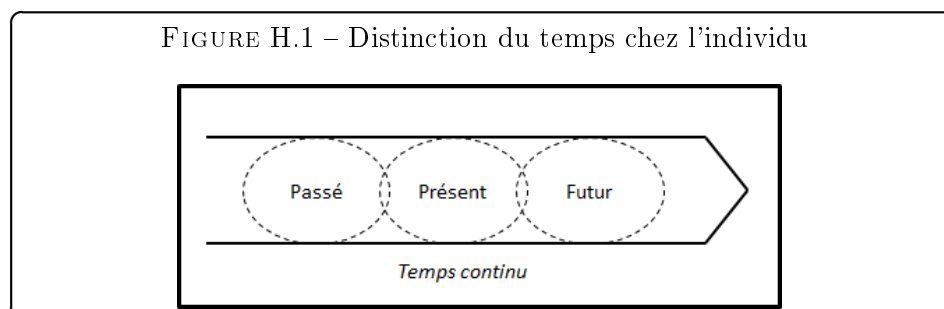 FIGURE H.1 – Distinction du temps chez l'individu
Passé Présent Futur
Temps continu